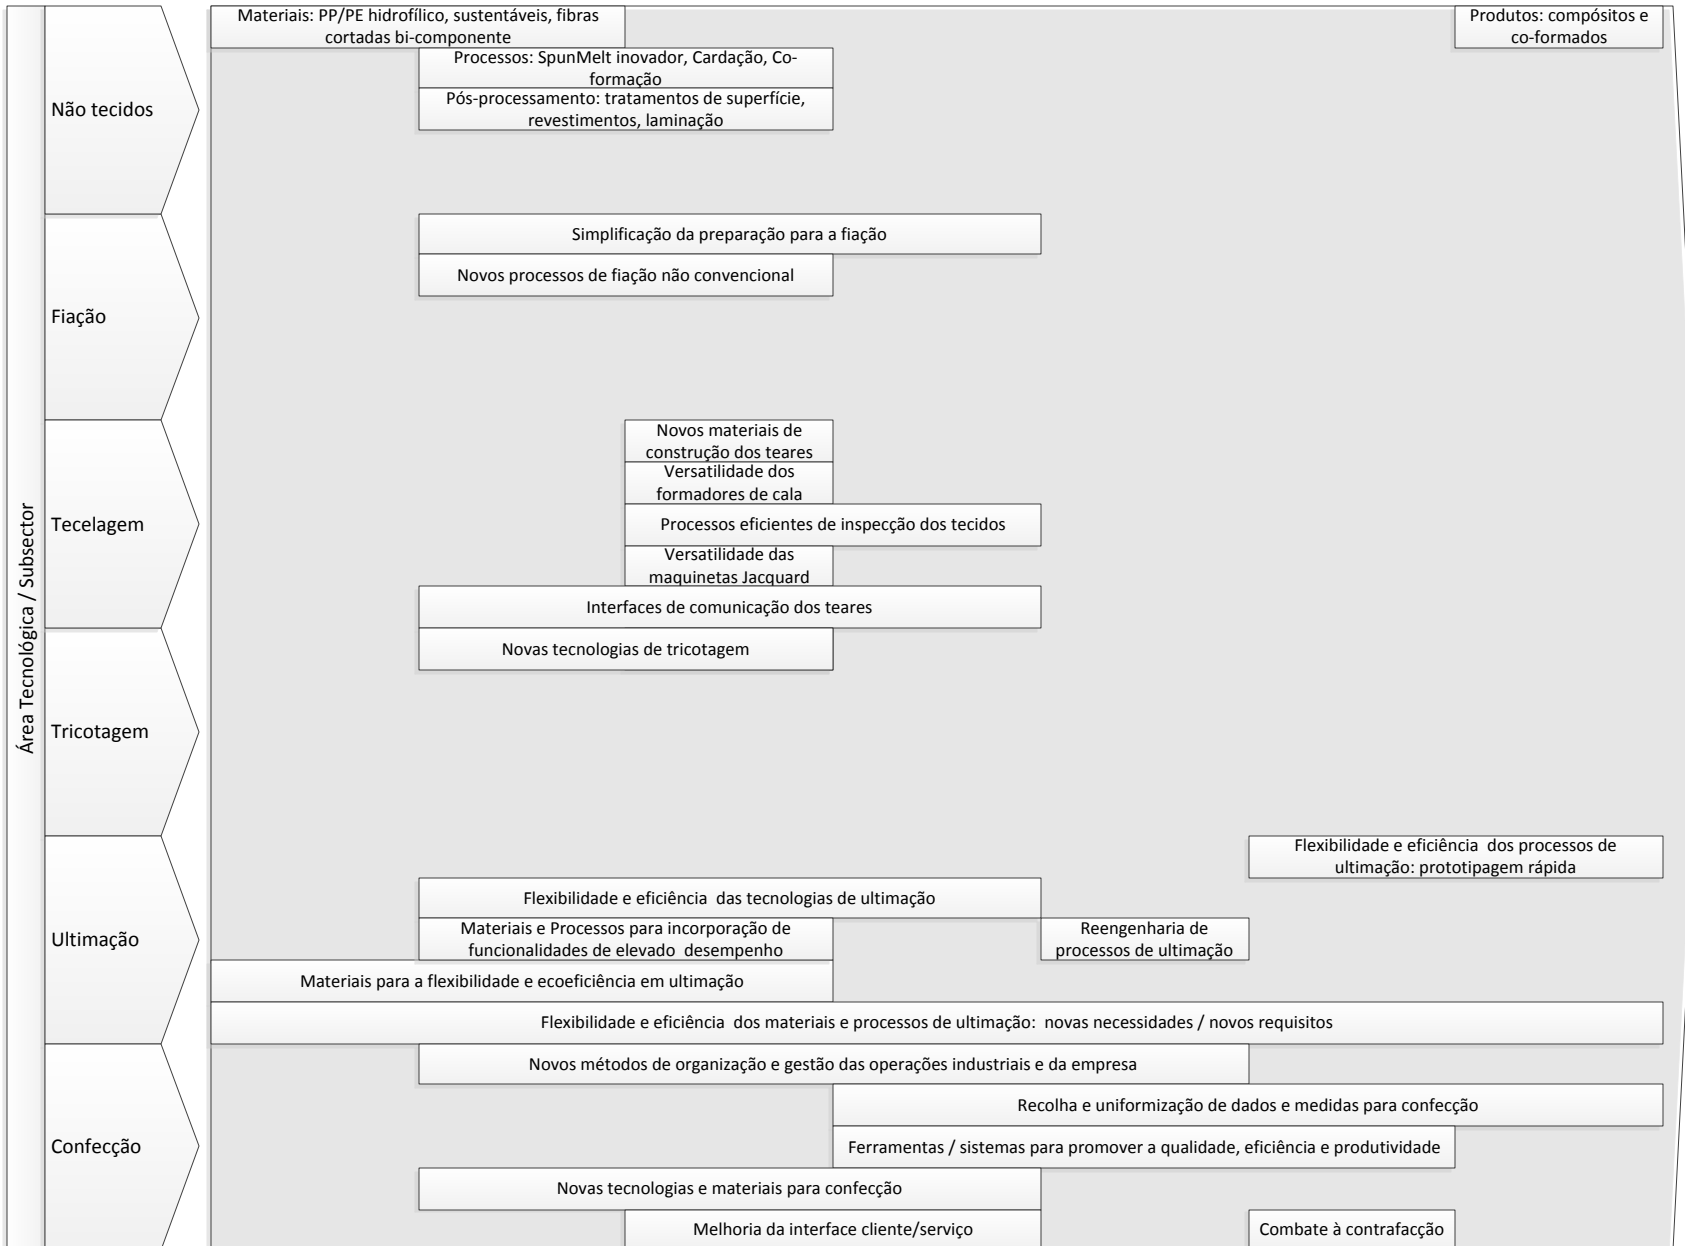 Área Tecnológica / Subsector
Não tecidos
Materiais: PP/PE hidrofílico, sustentáveis, fibras
cortadas bi-componente
Produtos: compósitos e
co-formados
Processos: SpunMelt inovador, Cardação, Co-
formação
Pós-processamento: tratamentos de superfície,
revestimentos, laminação
Fiação
Simplificação da preparação para a fiação
Novos processos de fiação não convencional
Tecelagem
Novos materiais de
construção dos teares
Versatilidade dos
formadores de cala
Processos eficientes de inspecção dos tecidos
Versatilidade das
maquinetas Jacquard
Interfaces de comunicação dos teares
Tricotagem
Novas tecnologias de tricotagem
Ultimação
Flexibilidade e eficiência dos processos de
ultimação: prototipagem rápida
Flexibilidade e eficiência das tecnologias de ultimação
Materiais e Processos para incorporação de
funcionalidades de elevado desempenho
Reengenharia de
processos de ultimação
Materiais para a flexibilidade e ecoeficiência em ultimação
Flexibilidade e eficiência dos materiais e processos de ultimação: novas necessidades / novos requisitos
Confecção
Novos métodos de organização e gestão das operações industriais e da empresa
Recolha e uniformização de dados e medidas para confecção
Ferramentas / sistemas para promover a qualidade, eficiência e produtividade
Novas tecnologias e materiais para confecção
Melhoria da interface cliente/serviço
Combate à contrafacção